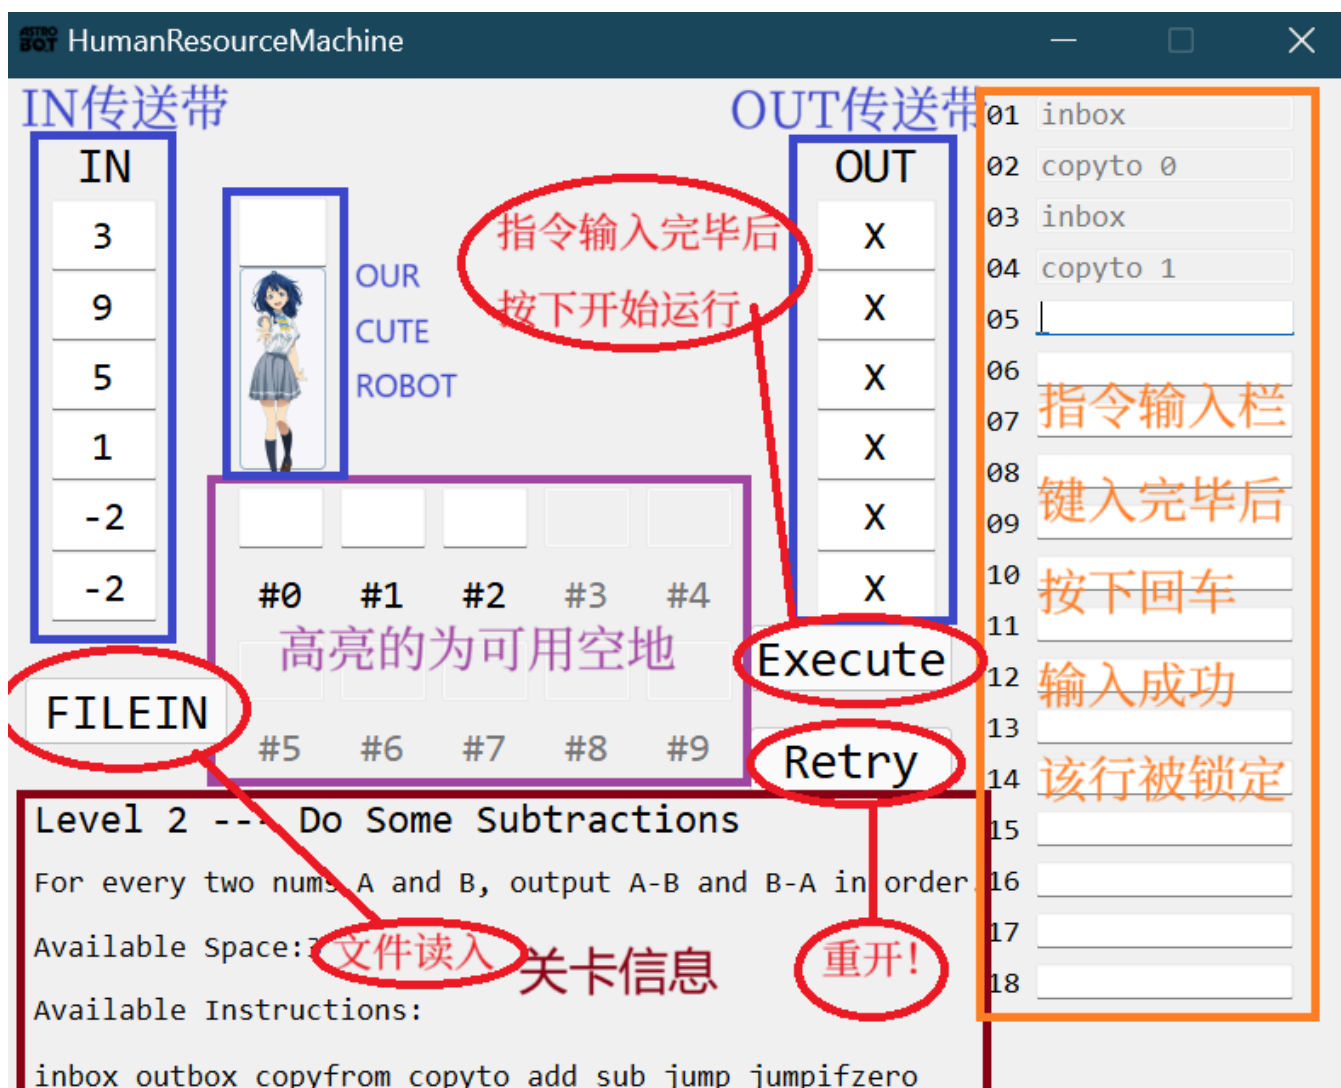 ASTRO BOT HumanResourceMachine
IN传送带
OUT传送带
IN
3
9
5
1
-2
-2
OUR
CUTE
ROBOT
指令输入完毕后
按下开始运行
OUT
X
X
X
X
X
X
#0 #1 #2 #3 #4
高亮的为可用空地
#5 #6 #7 #8 #9
FILEIN
Execute
Retry
01 inbox
02 copyto 0
03 inbox
04 copyto 1
05
06
指令输入栏
07
08
键入完毕后
09
10
按下回车
11
12
输入成功
13
14
该行被锁定
15
16
17
18
Level 2 --- Do Some Subtractions
For every two nums A and B, output A-B and B-A in order.
Available Space:3
文件读入
关卡信息
重开!
Available Instructions:
inbox outbox copyfrom copyto add sub jump jumpifzero